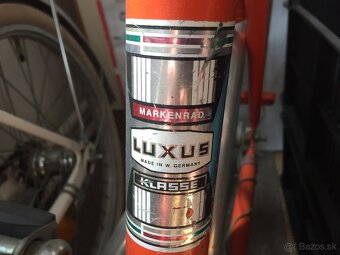 MARKENRAD
LUXUS
MADE IN W. GERMANY
KLASSE
Bazos.sk